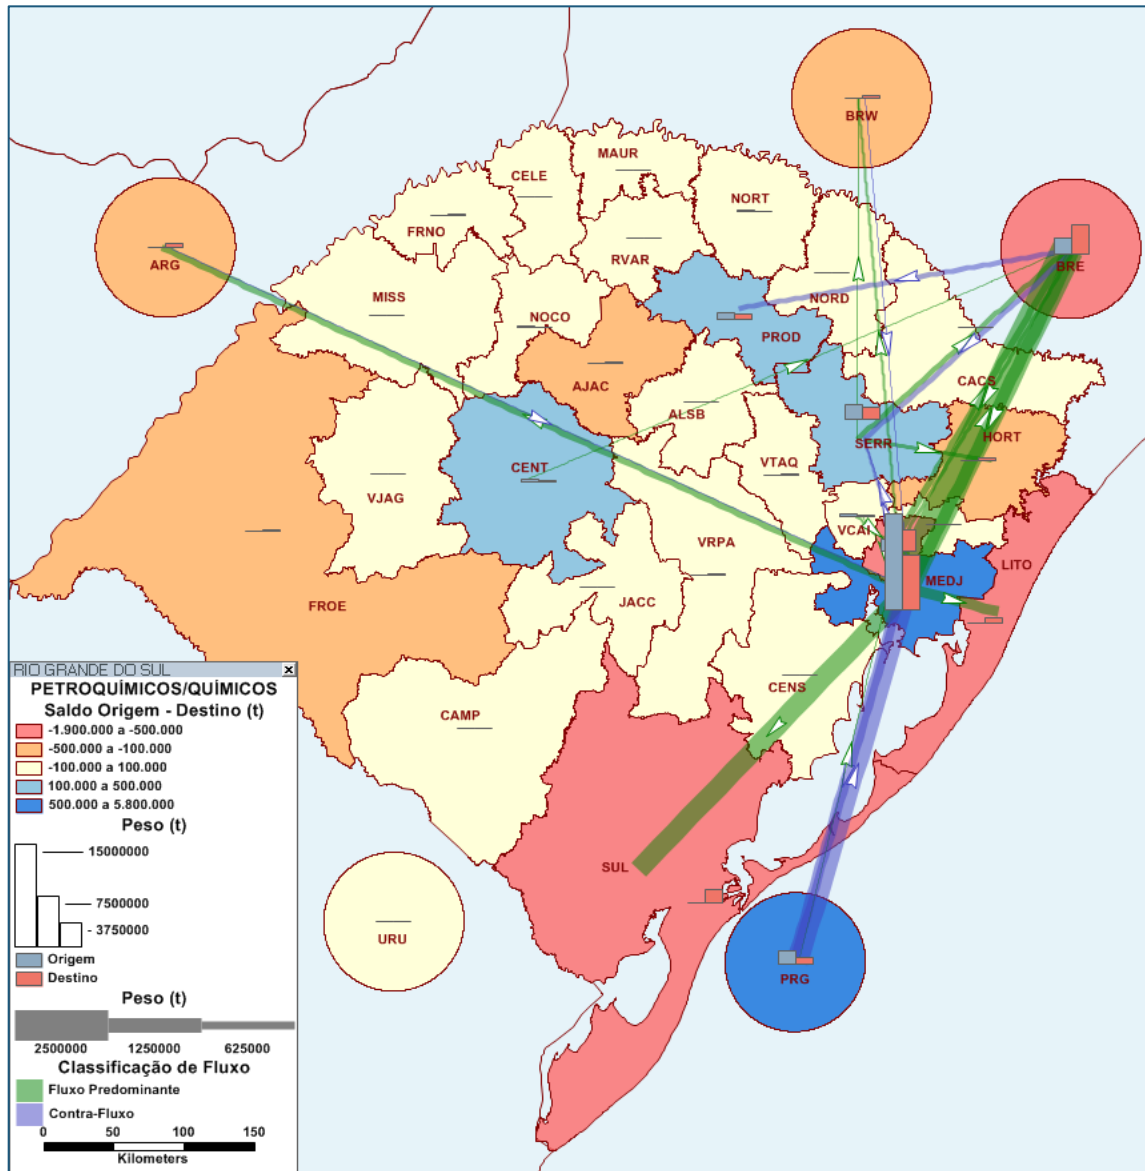 BRW
MAUR
CELE
NORT
FRNO
RVAR
ARG
BRE
MISS
NORD
NOCO
PROD
AJAC
CACS
ALSB
SERR
HORT
CENT
VTAQ
VJAG
VCAI
VRPA
LITO
MEDJ
FROE
JACC
CENS
CAMP
SUL
URU
PRG
RIO GRANDE DO SUL
PETROQUÍMICOS/QUÍMICOS
Saldo Origem - Destino (t)
-1.900.000 a -500.000
-500.000 a -100.000
-100.000 a 100.000
100.000 a 500.000
500.000 a 5.800.000
Peso (t)
15000000
7500000
3750000
Origem
Destino
Peso (t)
2500000 1250000 625000
Classificação de Fluxo
Fluxo Predominante
Contra-Fluxo
0 50 100 150
Kilometers